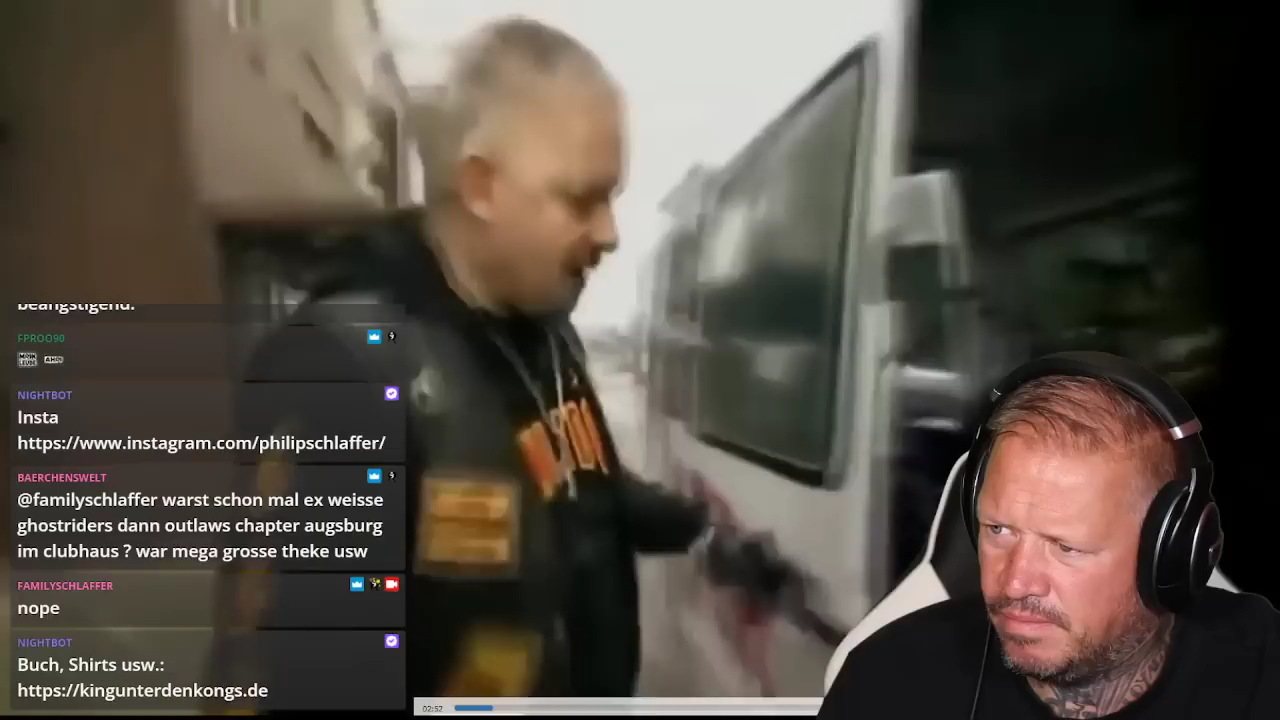 beängstigend.
FPROO90
NIGHTBOT
Insta
https://www.instagram.com/philipschlaffer/
BAERCHENSWELT
@familyschlaffer warst schon mal ex weisse
ghostriders dann outlaws chapter augsburg
im clubhaus ? war mega grosse theke usw
FAMILYSCHLAFFER
nope
NIGHTBOT
Buch, Shirts usw.:
https://kingunterdenkongs.de
02:52